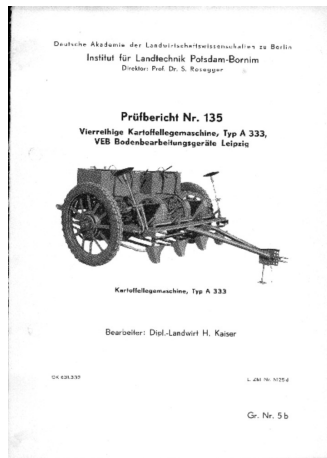 Deutsche Akademie der Landwirtschaftswissenschaften zu Berlin
Institut für Landtechnik Potsdam-Bornim
Direktor: Prof. Dr. S. Rosegger
Prüfbericht Nr. 135
Vierreihige Kartoffellegemaschine, Typ A 333,
VEB Bodenbearbeitungsgeräte Leipzig
Kartoffellegemaschine, Typ A 333
Bearbeiter: Dipl.-Landwirt H. Kaiser
Gr. Nr. 5 b